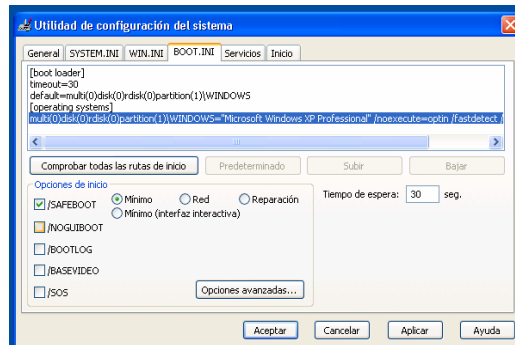 Utilidad de configuración del sistema
General SYSTEM.INI WIN.INI BOOT.INI Servicios Inicio
[boot loader]
timeout=30
default=multi(0)disk(0)rdisk(0)partition(1)\WINDOWS
[operating systems]
multi(0)disk(0)rdisk(0)partition(1)\WINDOWS="Microsoft Windows XP Professional" /noexecute=optin /fastdetect /
Comprobar todas las rutas de inicio Predeterminado Subir Bajar
Opciones de inicio
/SAFEBOOT Mínimo Red Reparación Tiempo de espera: 30 seg.
Mínimo (interfaz interactiva)
/NOGUIBOOT
/BOOTLOG
/BASEVIDEO
/SOS Opciones avanzadas...
Aceptar Cancelar Aplicar Ayuda